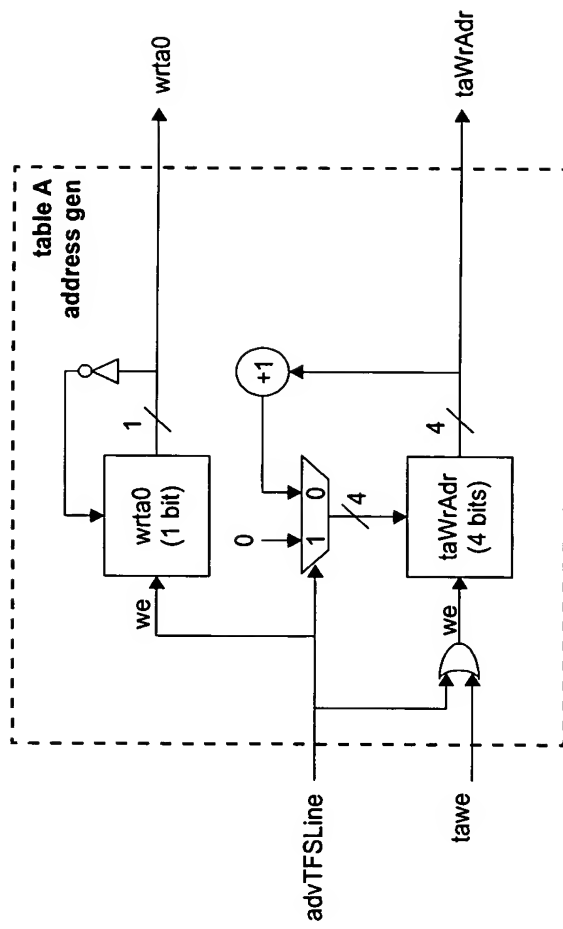 table A
address gen
wrta0
1
wrta0
(1 bit)
we
+1
0
1 0
4
4
taWrAdr
taWrAdr
(4 bits)
we
advTFSLine
tawe